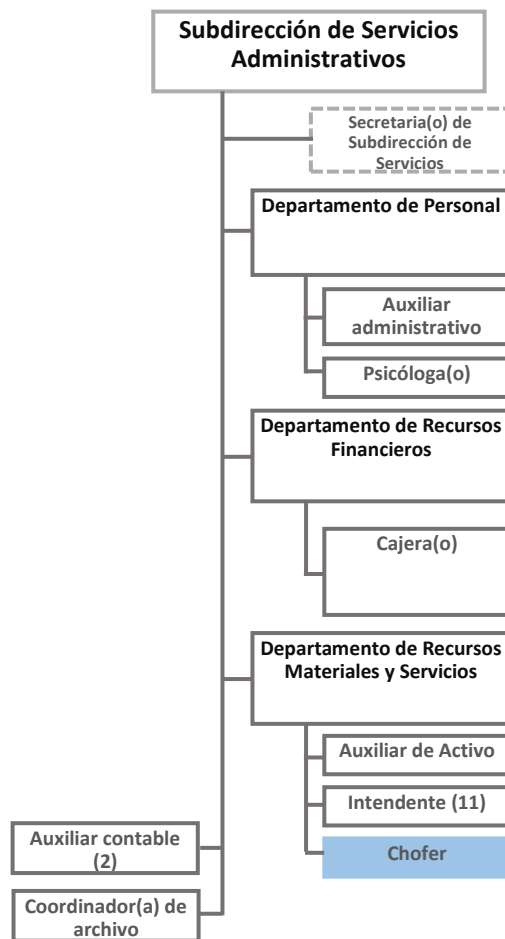 Subdirección de Servicios
Administrativos
Secretaria(o) de
Subdirección de
Servicios
Departamento de Personal
Auxiliar
administrativo
Psicóloga(o)
Departamento de Recursos
Financieros
Cajera(o)
Departamento de Recursos
Materiales y Servicios
Auxiliar de Activo
Intendente (11)
Chofer
Auxiliar contable
(2)
Coordinador(a) de
archivo